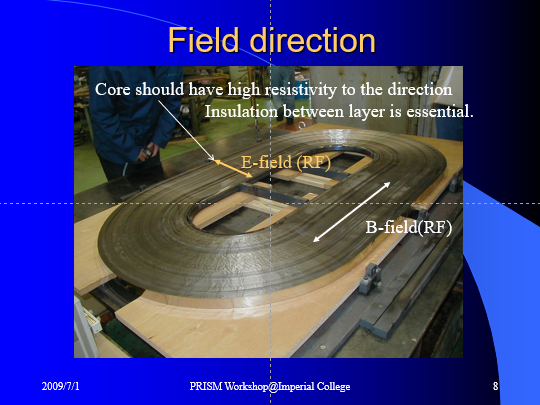 Field direction
Core should have high resistivity to the direction
Insulation between layer is essential.
E-field (RF)
B-field(RF)
2009/7/1
PRISM Workshop@Imperial College
8